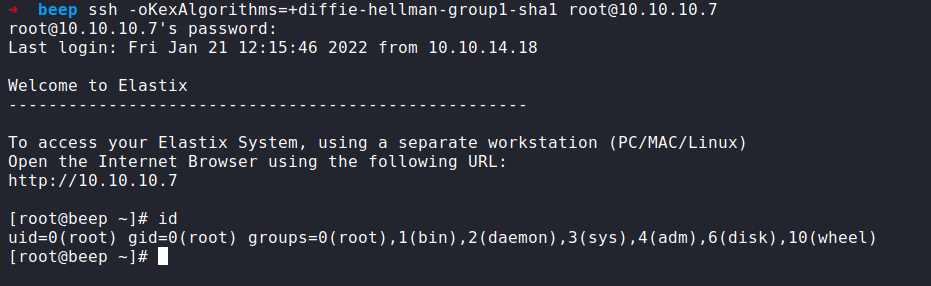 ➜ beep ssh -oKexAlgorithms=+diffie-hellman-group1-sha1 root@10.10.10.7
root@10.10.10.7's password:
Last login: Fri Jan 21 12:15:46 2022 from 10.10.14.18
Welcome to Elastix
----------------------------------------------------
To access your Elastix System, using a separate workstation (PC/MAC/Linux)
Open the Internet Browser using the following URL:
http://10.10.10.7
[root@beep ~]# id
uid=0(root) gid=0(root) groups=0(root),1(bin),2(daemon),3(sys),4(adm),6(disk),10(wheel)
[root@beep ~]#